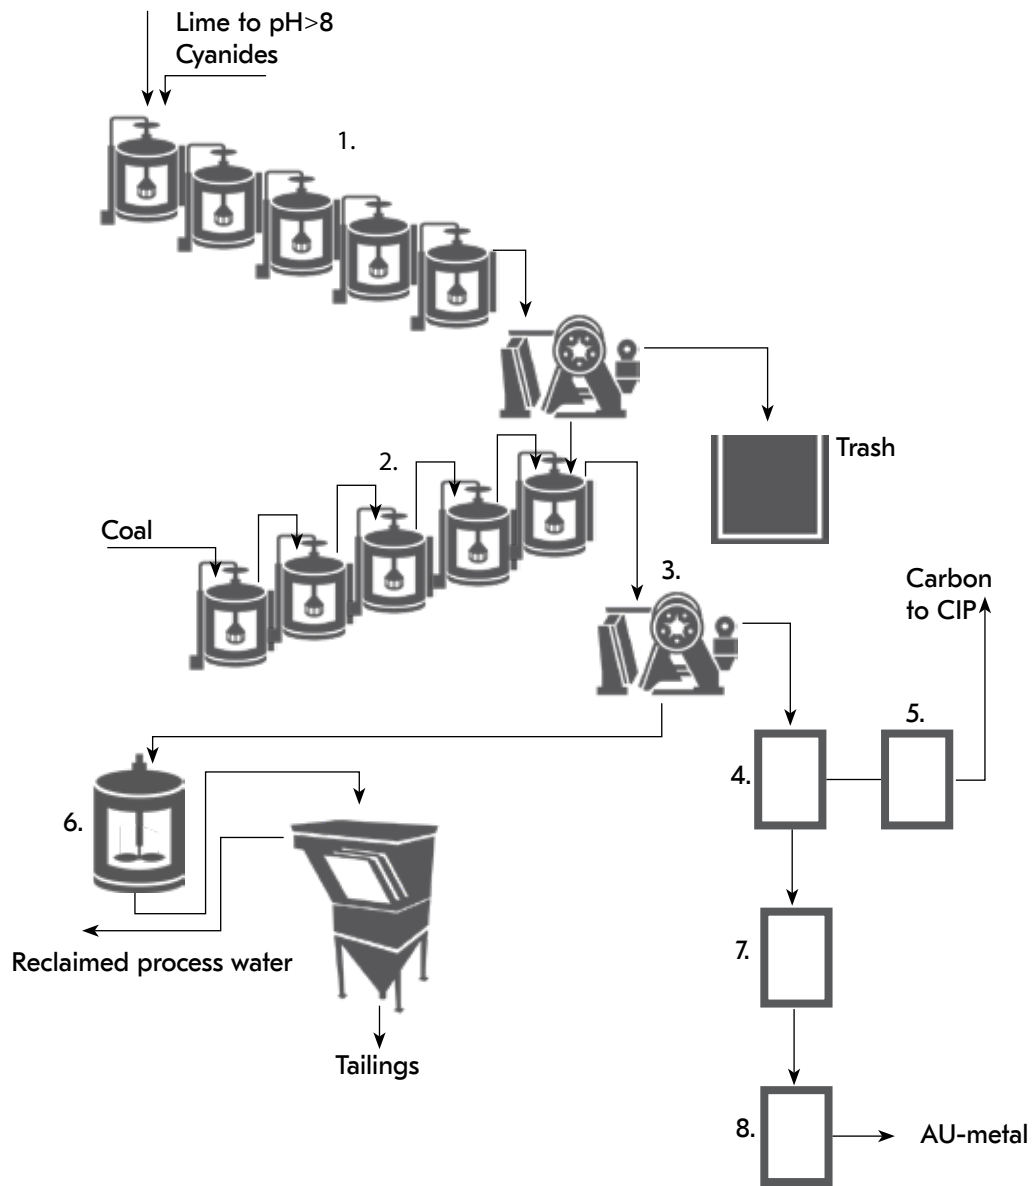 Lime to pH>8
Cyanides
1.
2.
Trash
Coal
3.
Carbon
to CIP
5.
4.
6.
7.
Reclaimed process water
Tailings
8.
AU-metal